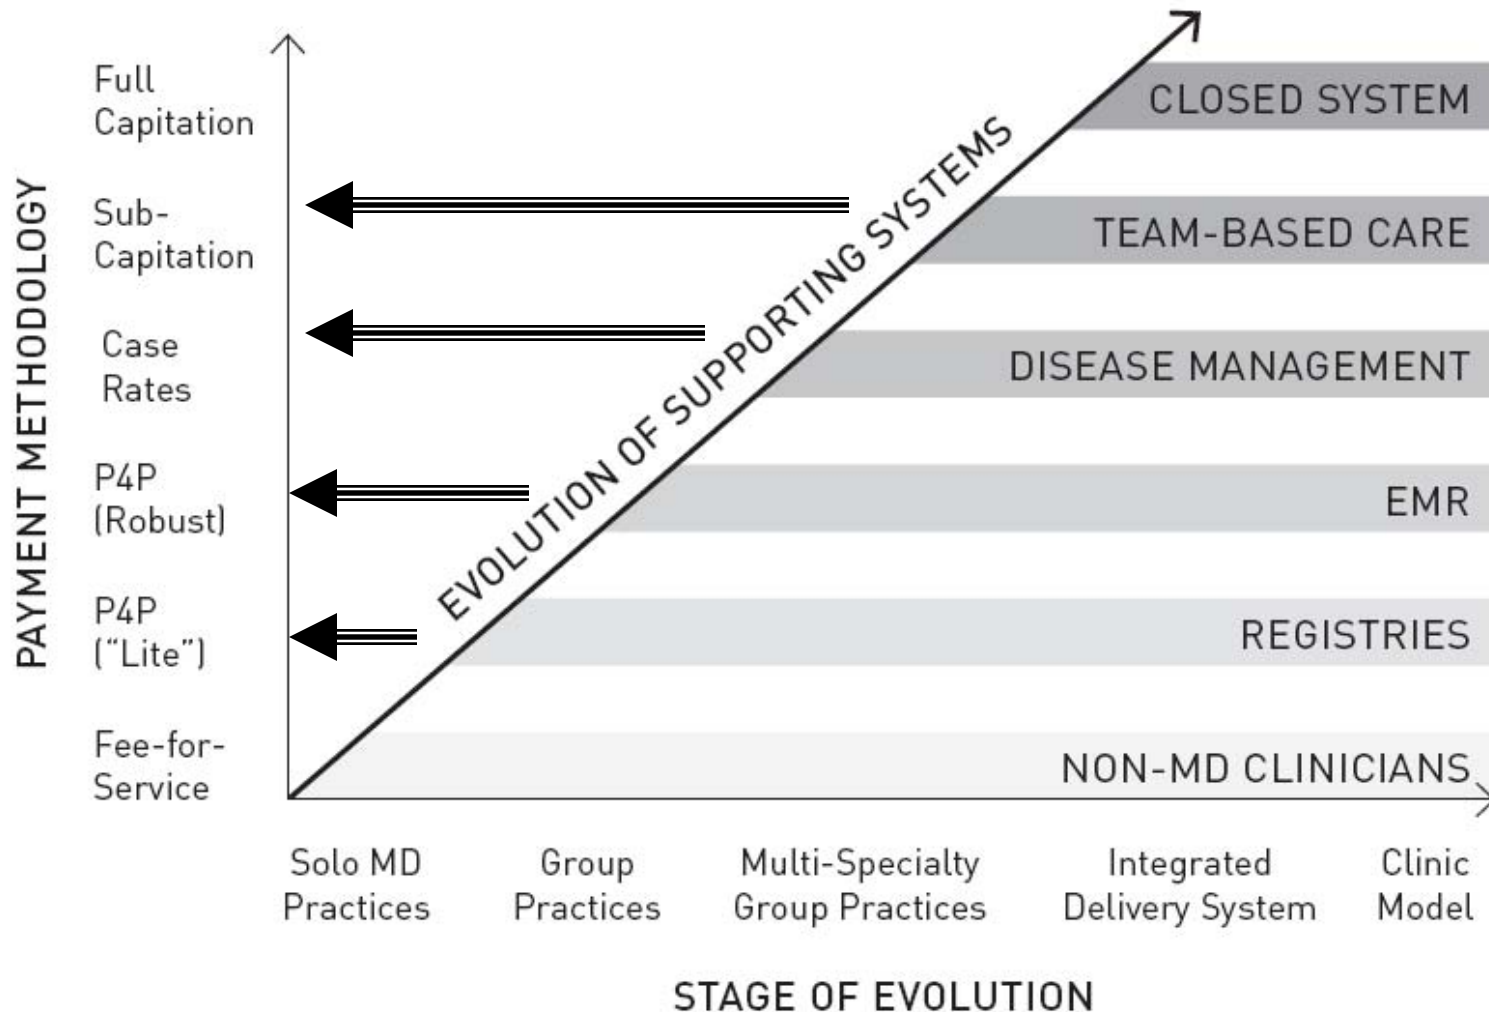 PAYMENT METHODOLOGY
Full
Capitation
Sub-
Capitation
Case
Rates
P4P
(Robust)
P4P
(“Lite”)
Fee-for-
Service
EVOLUTION OF SUPPORTING SYSTEMS
CLOSED SYSTEM
TEAM-BASED CARE
DISEASE MANAGEMENT
EMR
REGISTRIES
NON-MD CLINICIANS
Solo MD
Practices
Group
Practices
Multi-Specialty
Group Practices
Integrated
Delivery System
Clinic
Model
STAGE OF EVOLUTION